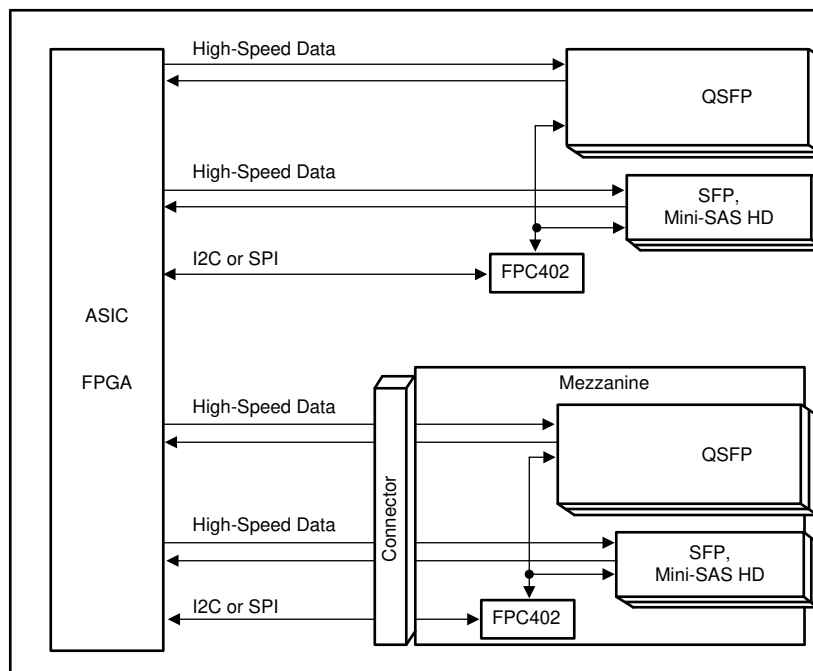 High-Speed Data
QSFP
High-Speed Data
SFP,
Mini-SAS HD
I2C or SPI
FPC402
ASIC
FPGA
Mezzanine
High-Speed Data
QSFP
Connector
High-Speed Data
SFP,
Mini-SAS HD
I2C or SPI
FPC402